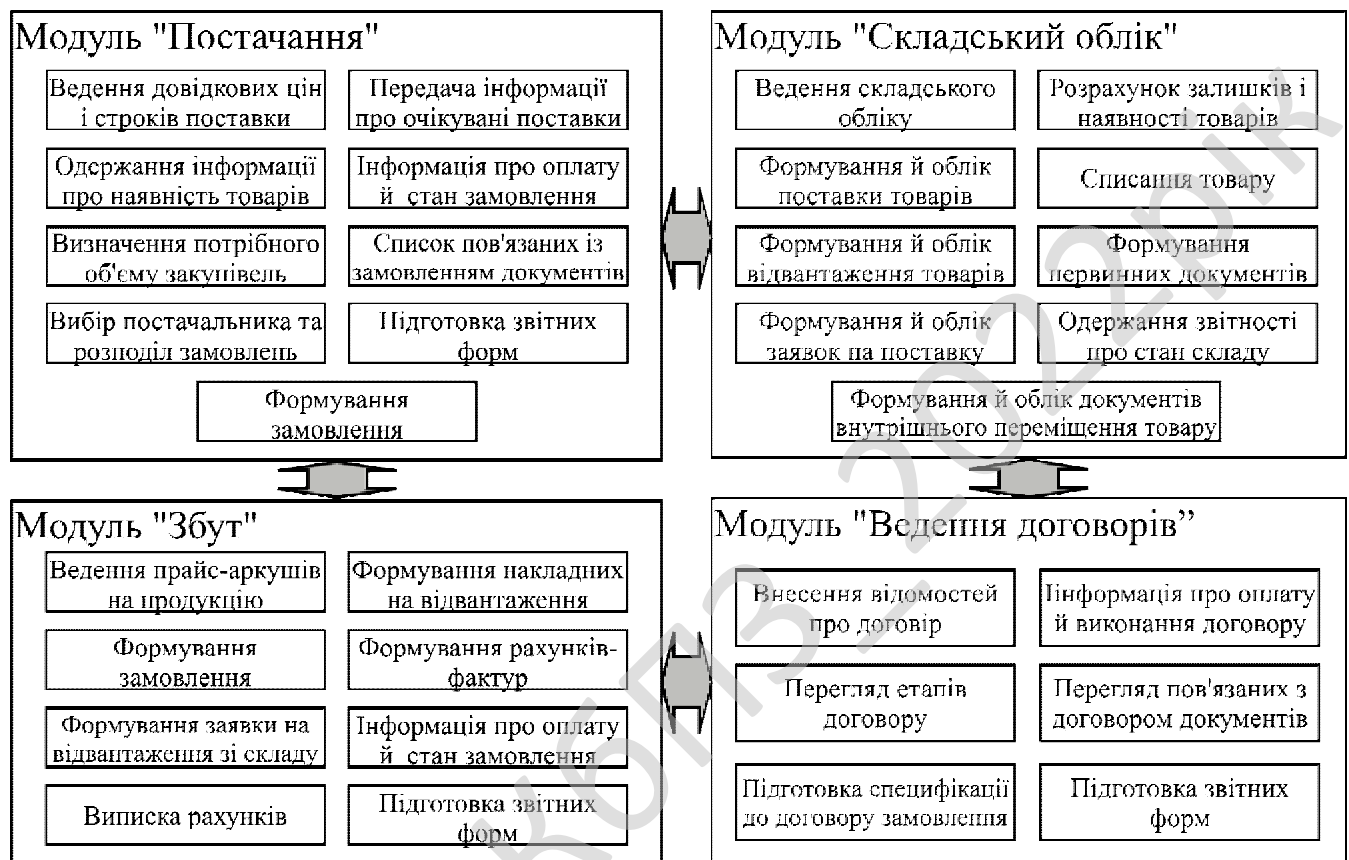 Модуль "Постачання"
Ведення довідкових цін
і строків поставки
Передача інформації
про очікувані поставки
Одержання інформації
про наявність товарів
Інформація про оплату
й стан замовлення
Визначення потрібного
об'єму закупівель
Список пов'язаних із
замовленням документів
Вибір постачальника та
розподіл замовлень
Підготовка звітних
форм
Формування
замовлення
Модуль "Складський облік"
Ведення складського
обліку
Розрахунок залишків і
наявності товарів
Формування й облік
поставки товарів
Списання товару
Формування й облік
відвантаження товарів
Формування
первинних документів
Формування й облік
заявок на поставку
Одержання звітності
про стан складу
Формування й облік документів
внутрішнього переміщення товару
Модуль "Збут"
Ведення прайс-аркушів
на продукцію
Формування накладних
на відвантаження
Формування
замовлення
Формування рахунків-
фактур
Формування заявки на
відвантаження зі складу
Інформація про оплату
й стан замовлення
Виписка рахунків
Підготовка звітних
форм
Модуль "Ведення договорів”
Внесення відомостей
про договір
Іінформація про оплату
й виконання договору
Перегляд етапів
договору
Перегляд пов'язаних з
договором документів
Підготовка специфікації
до договору замовлення
Підготовка звітних
форм
КБПЗ_2022рік